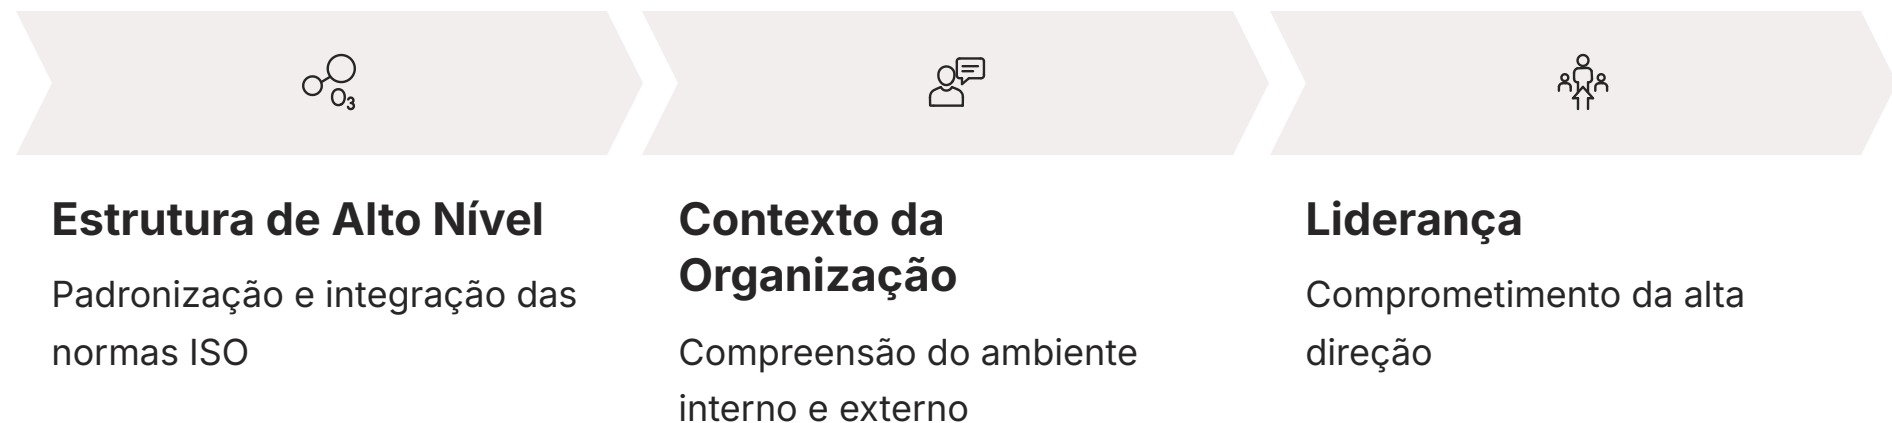 O3
Estrutura de Alto Nível
Padronização e integração das
normas ISO
Contexto da
Organização
Compreensão do ambiente
interno e externo
Liderança
Comprometimento da alta
direção